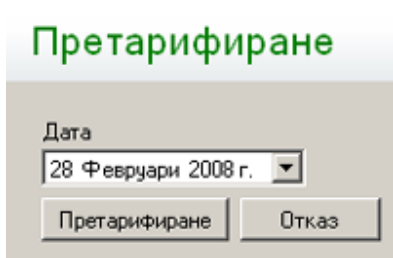 Претарифиране
Дата
28 Февруари 2008 г.
Претарифиране Отказ